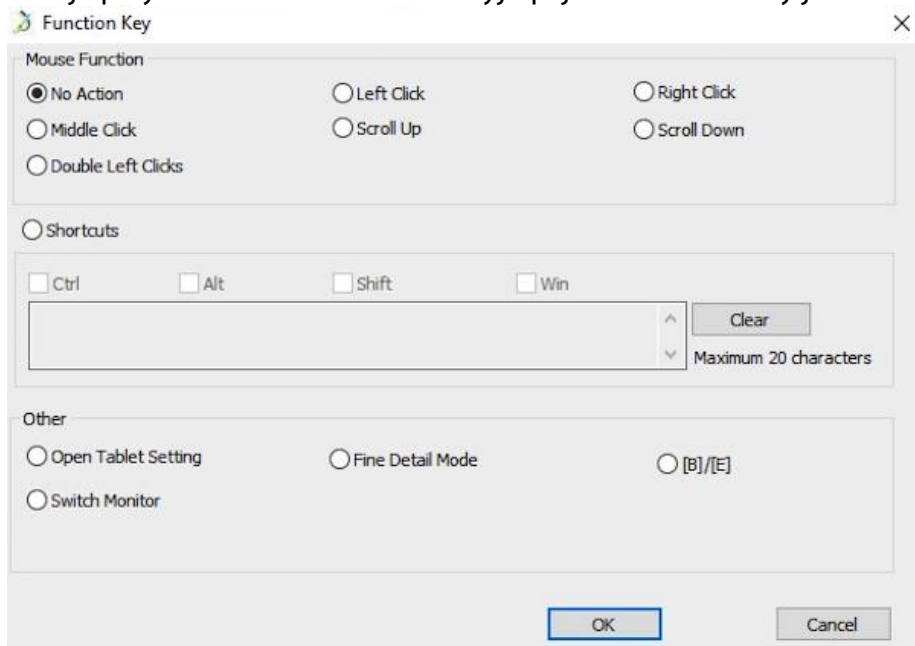 Function Key
Mouse Function
No Action Left Click Right Click
Middle Click Scroll Up Scroll Down
Double Left Clicks
Shortcuts
Ctrl Alt Shift Win
Clear
Maximum 20 characters
Other
Open Tablet Setting Fine Detail Mode [B]/[E]
Switch Monitor
OK Cancel